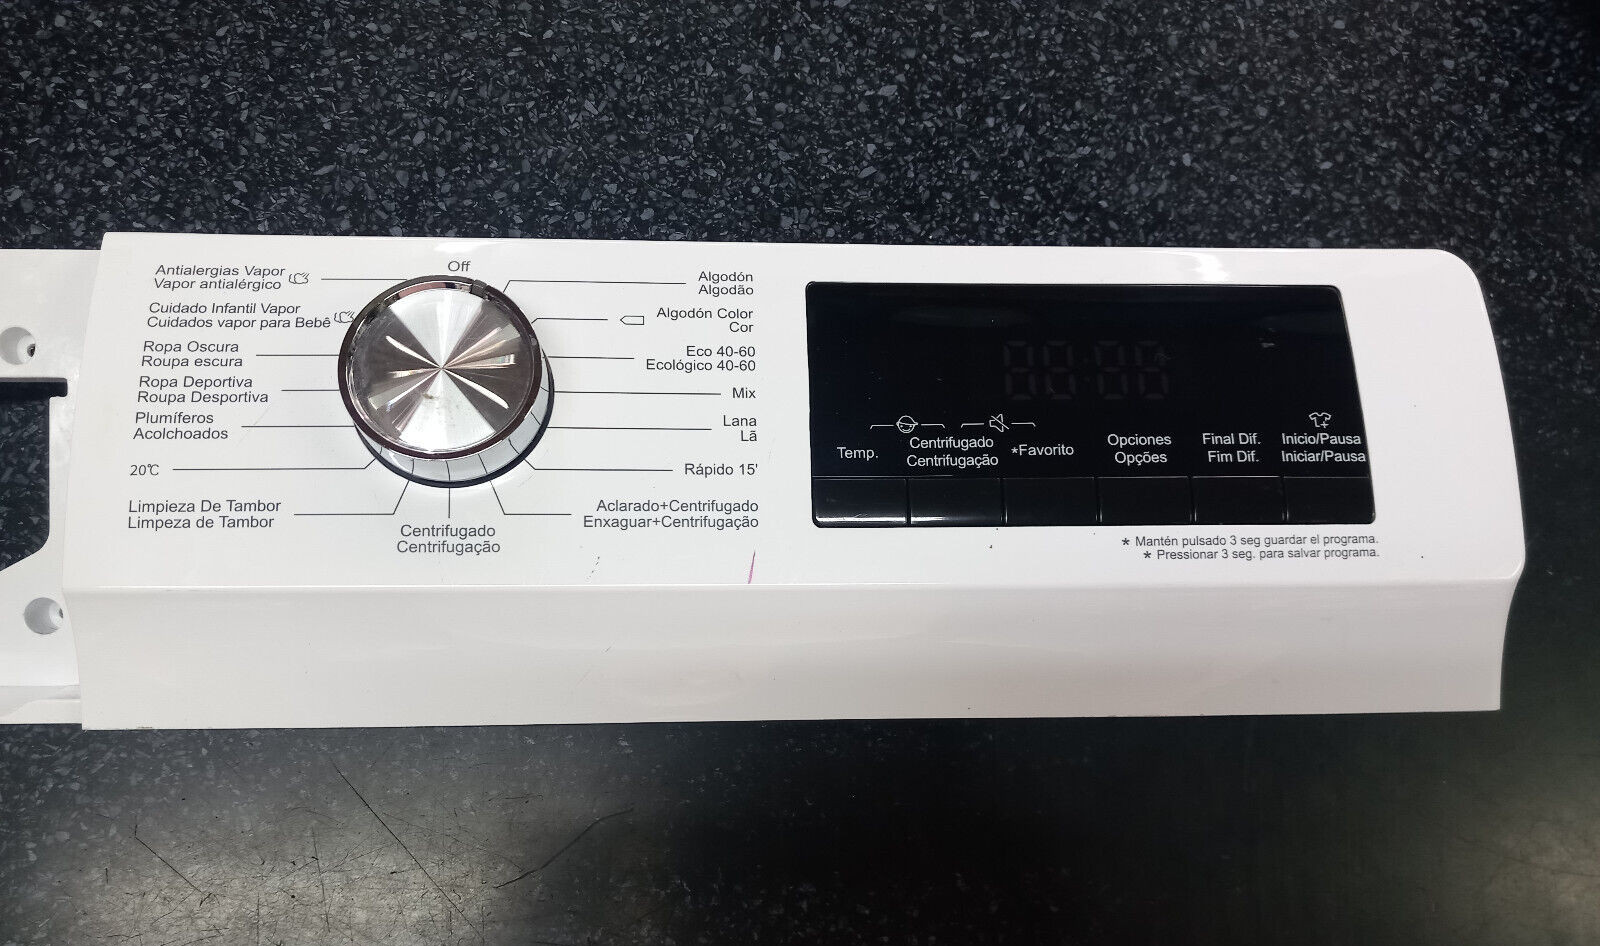 Off
Antialergias Vapor
Vapor antialérgico
Cuidado Infantil Vapor
Cuidados vapor para Bebê
Ropa Oscura
Roupa escura
Ropa Deportiva
Roupa Desportiva
Plumíferos
Acolchoados
20℃
Limpieza De Tambor
Limpeza de Tambor
Centrifugado
Centrifugação
Algodón
Algodão
Algodón Color
Cor
Eco 40-60
Ecológico 40-60
Mix
Lana
Lã
Rápido 15'
Aclarado+Centrifugado
Enxaguar+Centrifugação
Temp.
Centrifugado
Centrifugação
*Favorito
Opciones
Opções
Final Dif.
Fim Dif.
Inicio/Pausa
Iniciar/Pausa
* Mantén pulsado 3 seg guardar el programa.
* Pressionar 3 seg. para salvar programa.